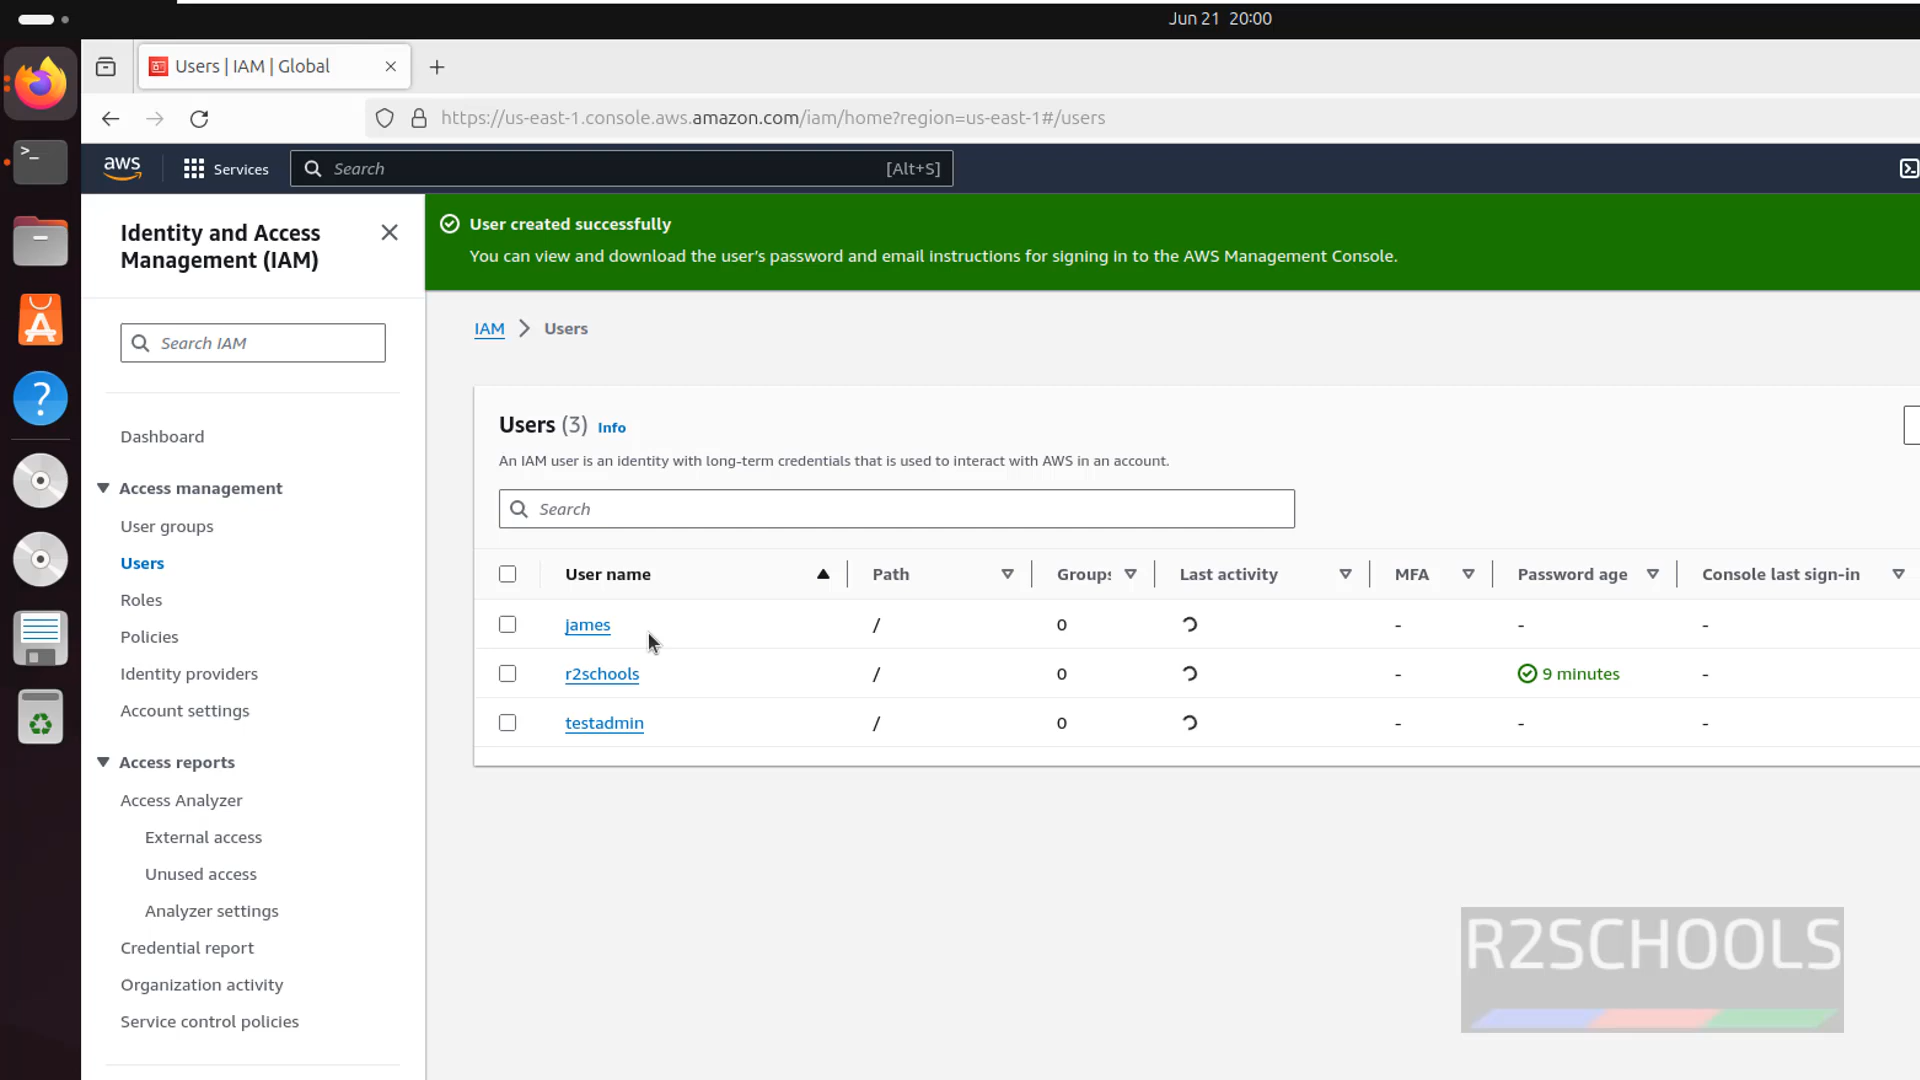 Jun 21 20:00
Users | IAM | Global
https://us-east-1.console.aws.amazon.com/iam/home?region=us-east-1#/users
aws Services Search [Alt+S]
Identity and Access
Management (IAM)
Search IAM
Dashboard
Access management
User groups
Users
Roles
Policies
Identity providers
Account settings
Access reports
Access Analyzer
External access
Unused access
Analyzer settings
Credential report
Organization activity
Service control policies
User created successfully
You can view and download the user's password and email instructions for signing in to the AWS Management Console.
IAM > Users
Users (3) Info
An IAM user is an identity with long-term credentials that is used to interact with AWS in an account.
Search
User name Path Groups Last activity MFA Password age Console last sign-in
james / 0 - - -
r2schools / 0 - 9 minutes -
testadmin / 0 - - -
R2SCHOOLS